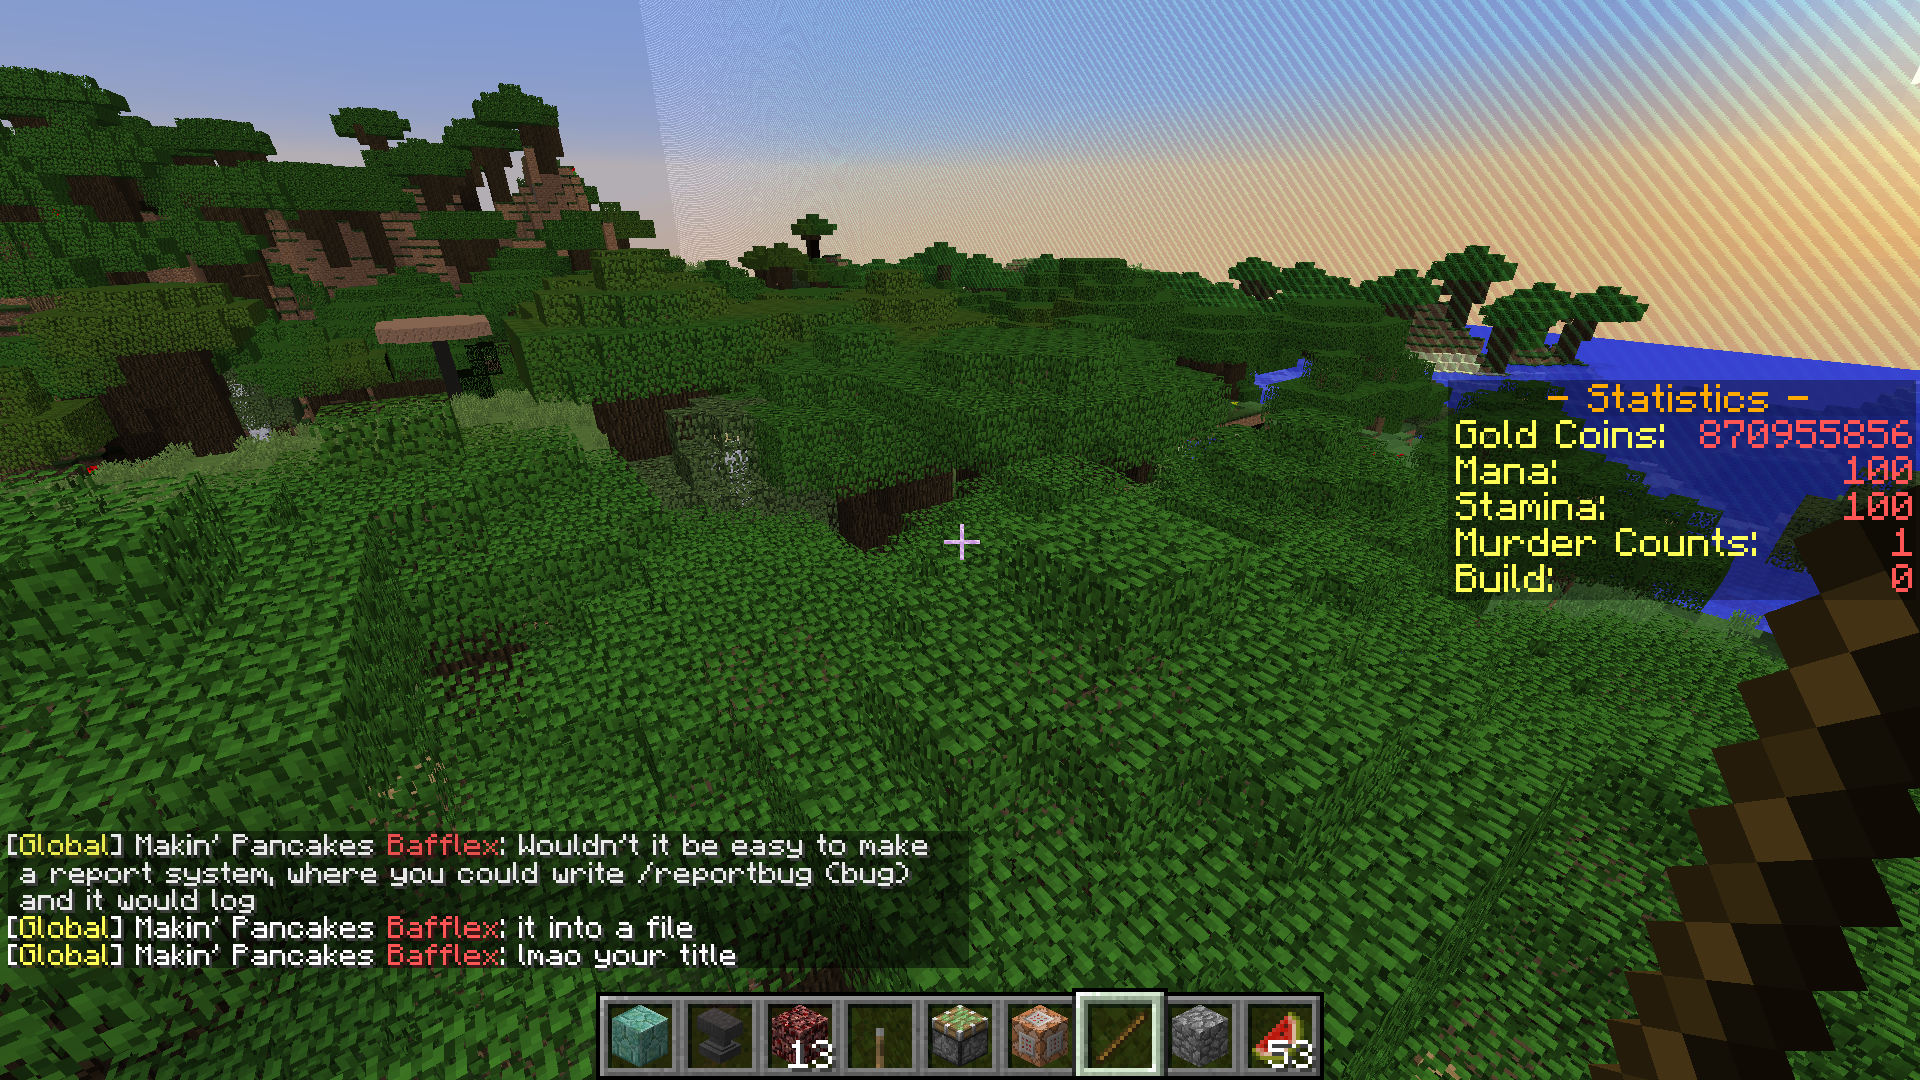 - Statistics -
Gold Coins: 870955856
Mana: 100
Stamina: 100
Murder Counts: 1
Build: 0
[Global] Makin' Pancakes Bafflex: Wouldn't it be easy to make
a report system, where you could write /reportbug (bug)
and it would log
[Global] Makin' Pancakes Bafflex: it into a file
[Global] Makin' Pancakes Bafflex: lmao your title
13
53